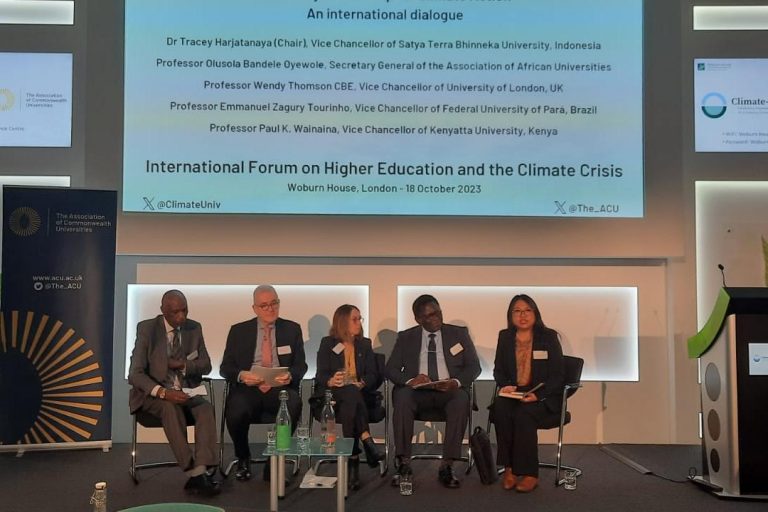 An international dialogue
Dr Tracey Harjatanaya (Chair), Vice Chancellor of Satya Terra Bhinneka University, Indonesia
Professor Olusola Bandele Oyewole, Secretary General of the Association of African Universities
Professor Wendy Thomson CBE, Vice Chancellor of University of London, UK
Professor Emmanuel Zagury Tourinho, Vice Chancellor of Federal University of Pará, Brazil
Professor Paul K. Wainaina, Vice Chancellor of Kenyatta University, Kenya
International Forum on Higher Education and the Climate Crisis
Woburn House, London - 18 October 2023
X @ClimateUniv
X @The_ACU
The Association
of Commonwealth
Universities
Climate-
The Association
of Commonwealth
Universities
www.acu.ac.uk
@The_ACU